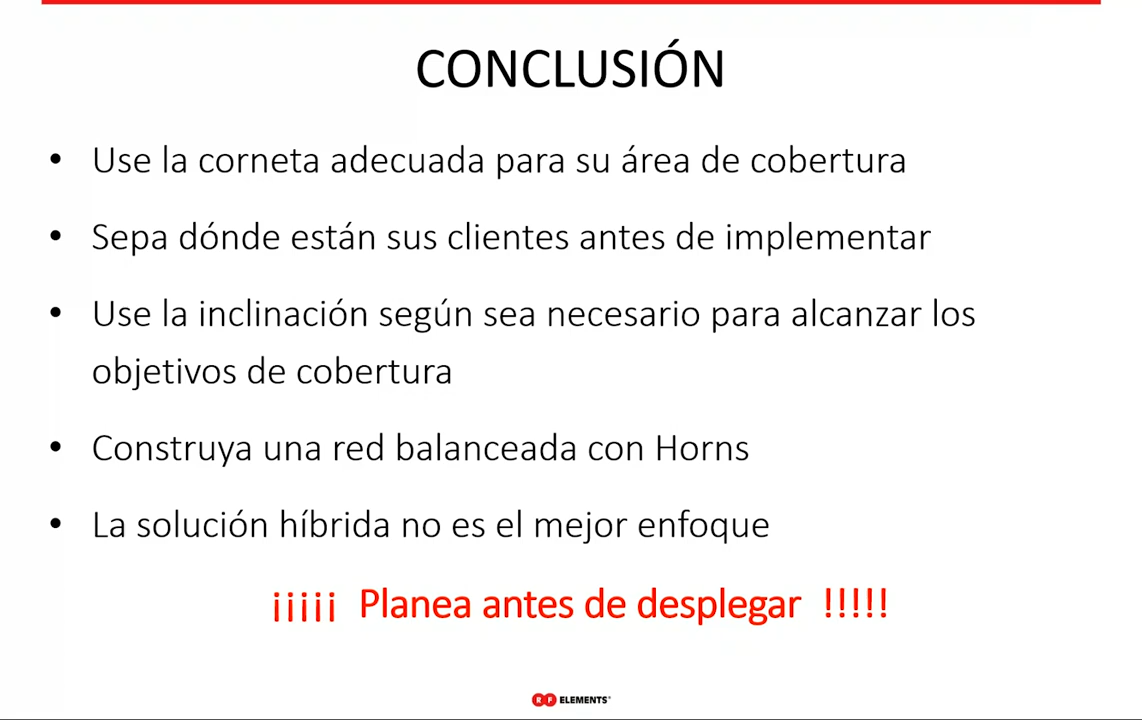 CONCLUSIÓN
• Use la corneta adecuada para su área de cobertura
• Sepa dónde están sus clientes antes de implementar
• Use la inclinación según sea necesario para alcanzar los
objetivos de cobertura
• Construya una red balanceada con Horns
• La solución híbrida no es el mejor enfoque
¡¡¡¡¡ Planea antes de desplegar !!!!!
RF ELEMENTS